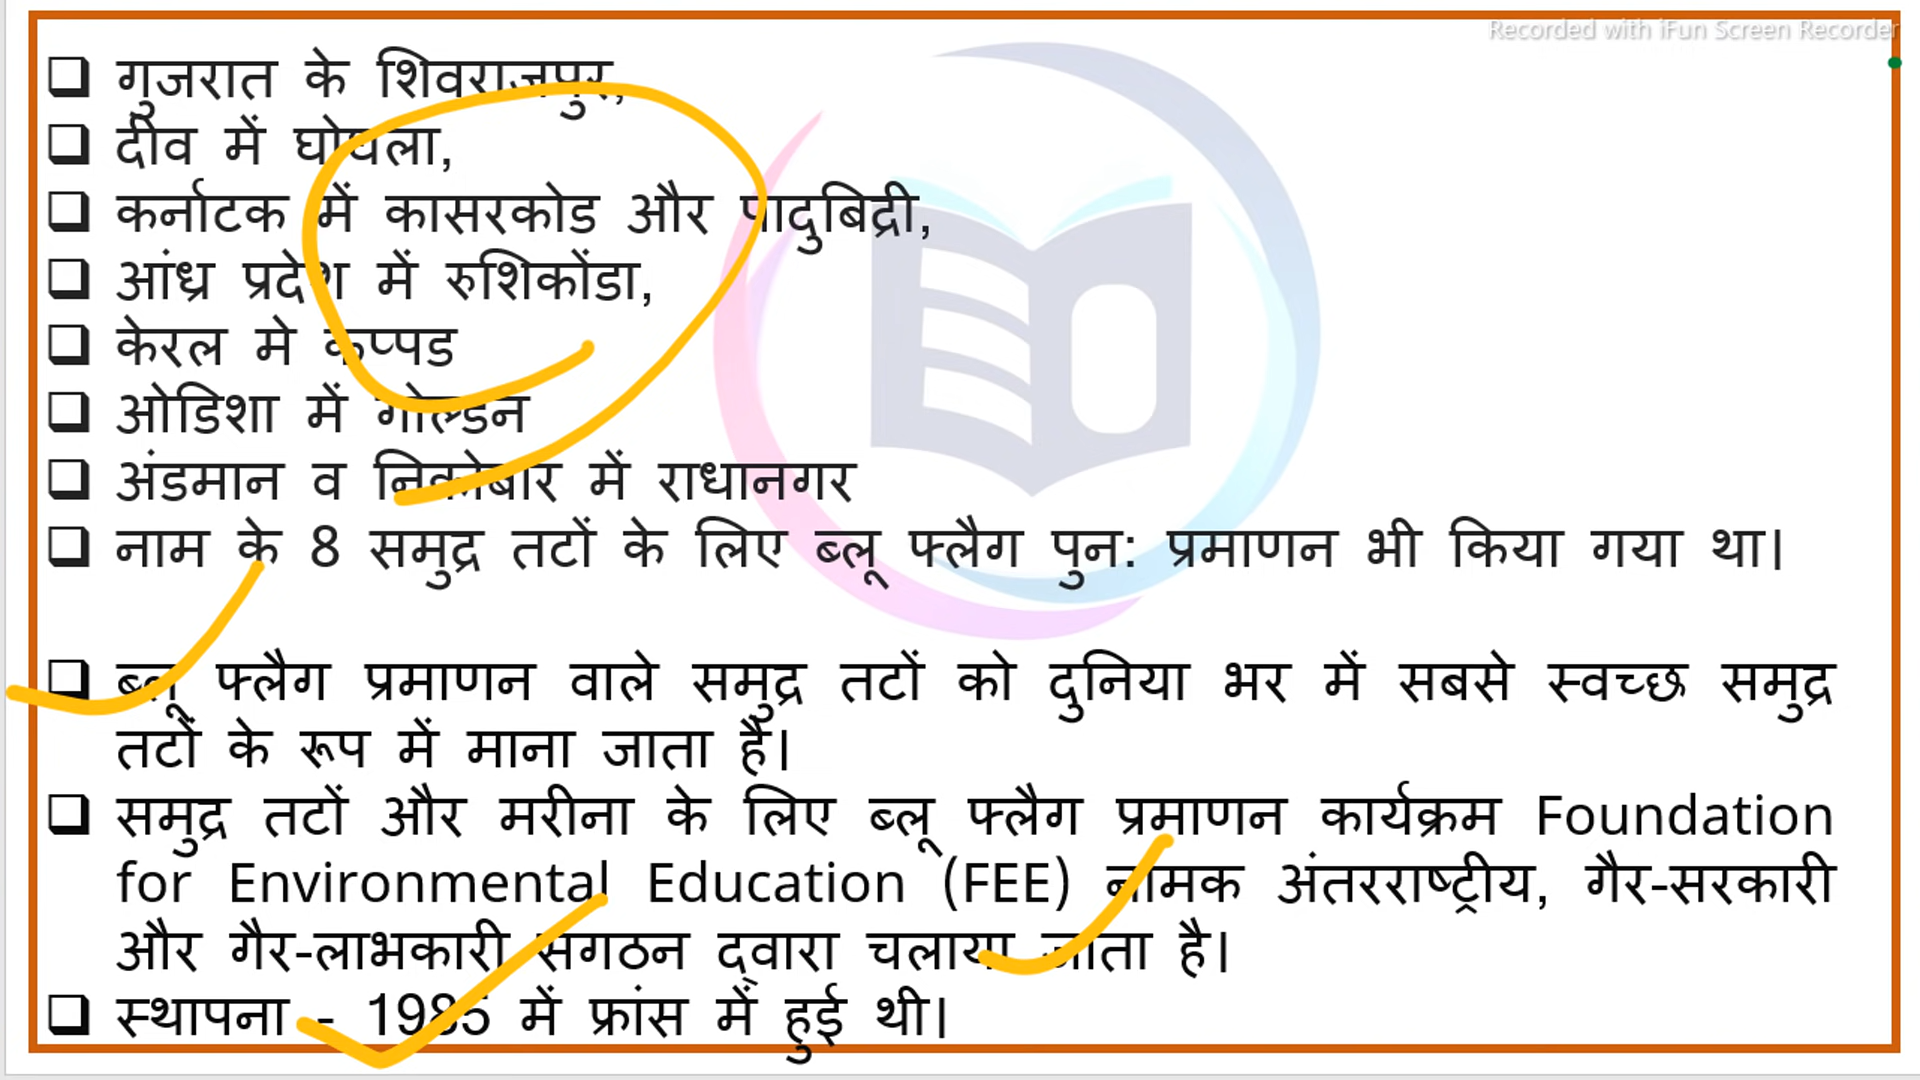 Recorded with iFun Screen Recorder
❑ गुजरात के शिवराजपुर,
❑ दीव में घोघला,
❑ कर्नाटक में कासरकोड और पादुबिद्री,
❑ आंध्र प्रदेश में रुशिकोंडा,
❑ केरल मे कप्पड
❑ ओडिशा में गोल्डन
❑ अंडमान व निकोबार में राधानगर
❑ नाम के 8 समुद्र तटों के लिए ब्लू फ्लैग पुन: प्रमाणन भी किया गया था।
❑ ब्लू फ्लैग प्रमाणन वाले समुद्र तटों को दुनिया भर में सबसे स्वच्छ समुद्र
तटों के रूप में माना जाता है।
❑ समुद्र तटों और मरीना के लिए ब्लू फ्लैग प्रमाणन कार्यक्रम Foundation
for Environmental Education (FEE) नामक अंतरराष्ट्रीय, गैर-सरकारी
और गैर-लाभकारी संगठन द्वारा चलाया जाता है।
❑ स्थापना - 1985 में फ्रांस में हुई थी।